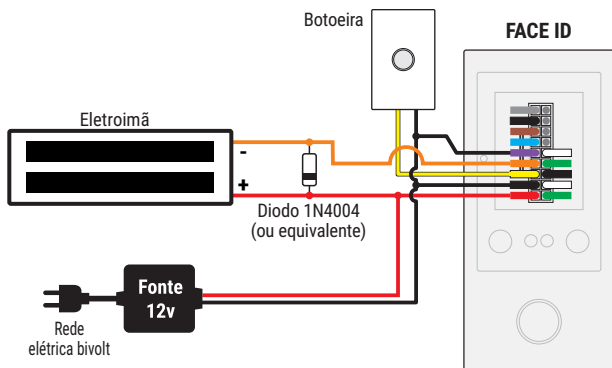 Botoeira
FACE ID
Eletroimã
-
+
Diodo 1N4004
(ou equivalente)
Fonte
12v
Rede
elétrica bivolt